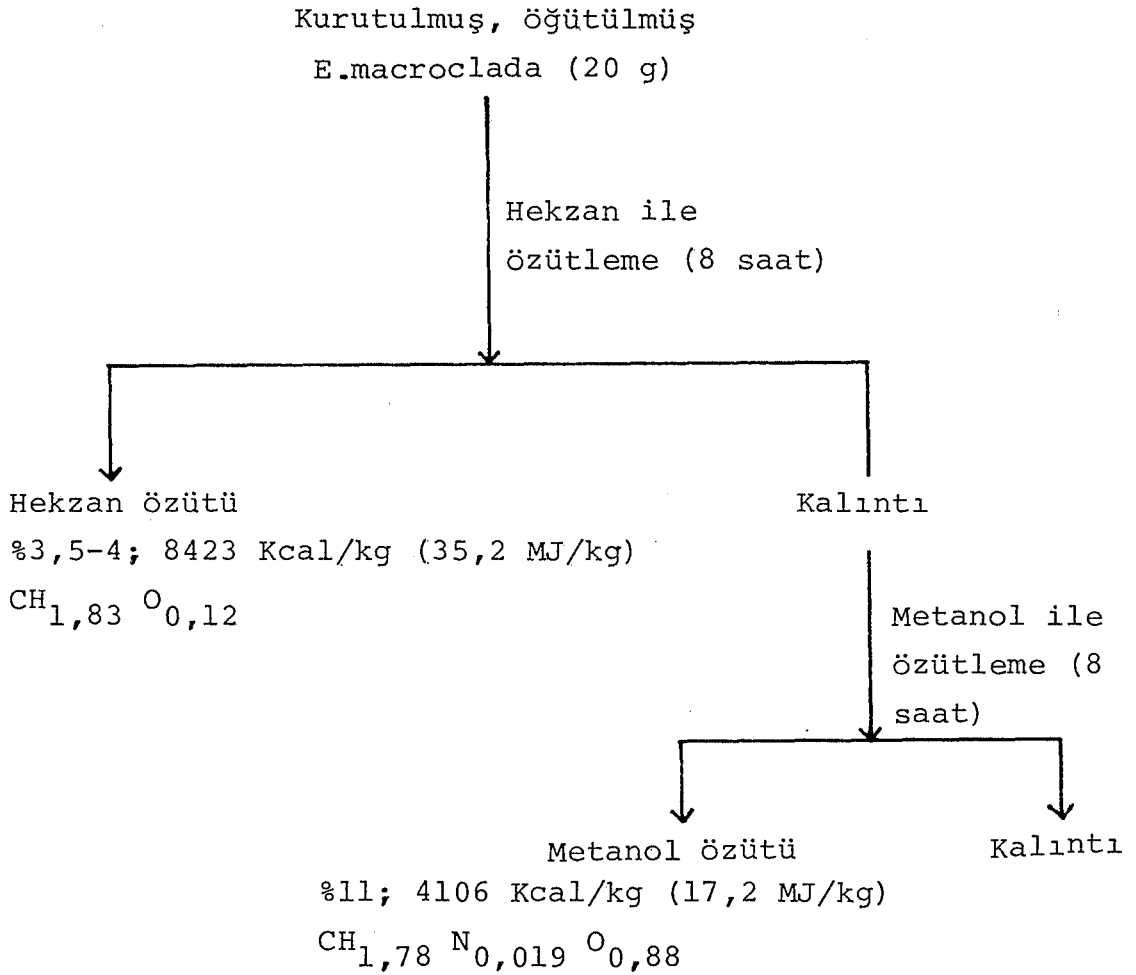 Kurutulmuş, öğütülmüş
E.macroclada (20 g)
Hekzan ile
özütleme (8 saat)
Hekzan özütü
%3,5-4; 8423 Kcal/kg (35,2 MJ/kg)
CH1,83 O0,12
Kalıntı
Metanol ile
özütleme (8
saat)
Metanol özütü
%11; 4106 Kcal/kg (17,2 MJ/kg)
CH1,78 N0,019 O0,88
Kalıntı